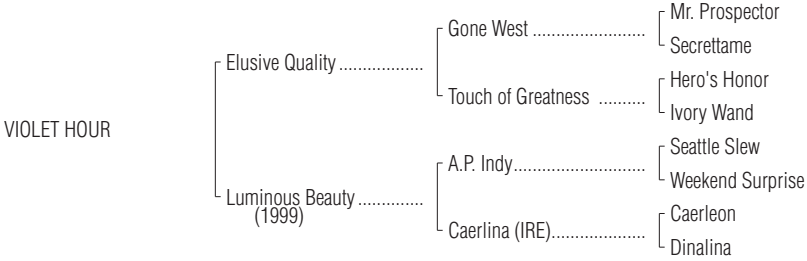 Mr. Prospector
Gone West ........................
Secrettame
Elusive Quality ..................
Hero's Honor
Touch of Greatness ..........
Ivory Wand
VIOLET HOUR
Seattle Slew
A.P. Indy............................
Weekend Surprise
Luminous Beauty ..............
(1999)
Caerleon
Caerlina (IRE)....................
Dinalina